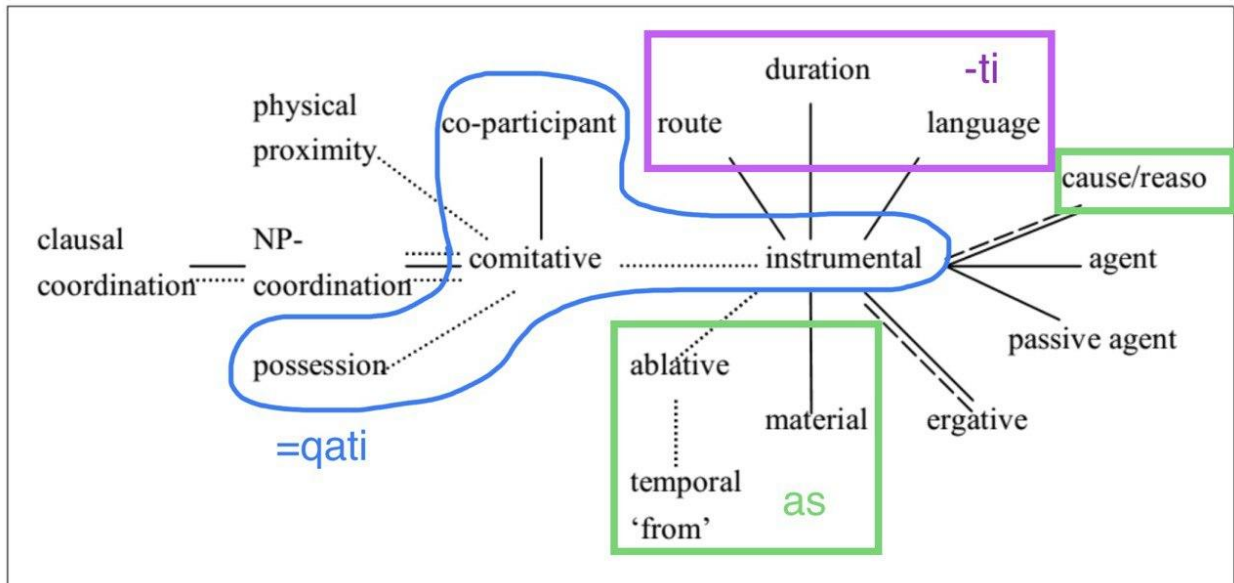 duration
-ti
physical
proximity
co-participant
route
language
cause/reaso
clausal
coordination
NP-
coordination
comitative
instrumental
agent
passive agent
possession
ablative
material
ergative
=qati
temporal
‘from’
as